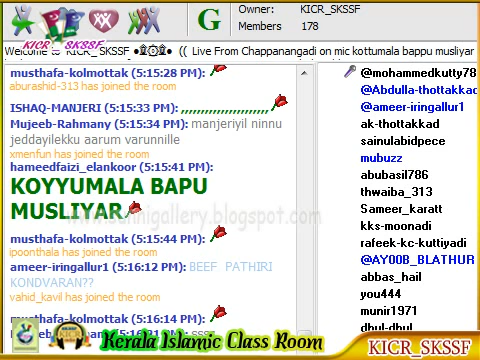 KICR_SKSSF
G
Owner: KICR_SKSSF
Members 178
Welcome to KICR_SKSSF (( Live From Chappanangadi on mic kottumala bappu musliyar
musthafa-kolmottak (5:15:28 PM):
aburashid-313 has joined the room
ISHAQ-MANJERI (5:15:33 PM): ,,,,,,,,,,,,,,,,,,,,,
Mujeeb-Rahmany (5:15:34 PM): manjeriyil ninnu
jeddayilekku aarum varunnille
xmenfun has joined the room
hameedfaizi_elankoor (5:15:41 PM):
KOYYUMALA BAPU
MUSLIYAR
musthafa-kolmottak (5:15:44 PM):
ipoonthala has joined the room
ameer-iringallur1 (5:16:12 PM): BEEF PATHIRI
KONDVARAN??
vahid_kavil has joined the room
musthafa-kolmottak (5:16:14 PM):
@mohammedkutty78
@Abdulla-thottakkad
@ameer-iringallur1
ak-thottakkad
sainulabidpece
mubuzz
abubasil786
thwaiba_313
Sameer_karatt
kks-moonadi
rafeek-kc-kuttiyadi
@AY00B_BLATHUR
abbas_hail
you444
munir1971
dhul-dhul
KICR
Kerala Islamic Class Room
KICR_SKSSF